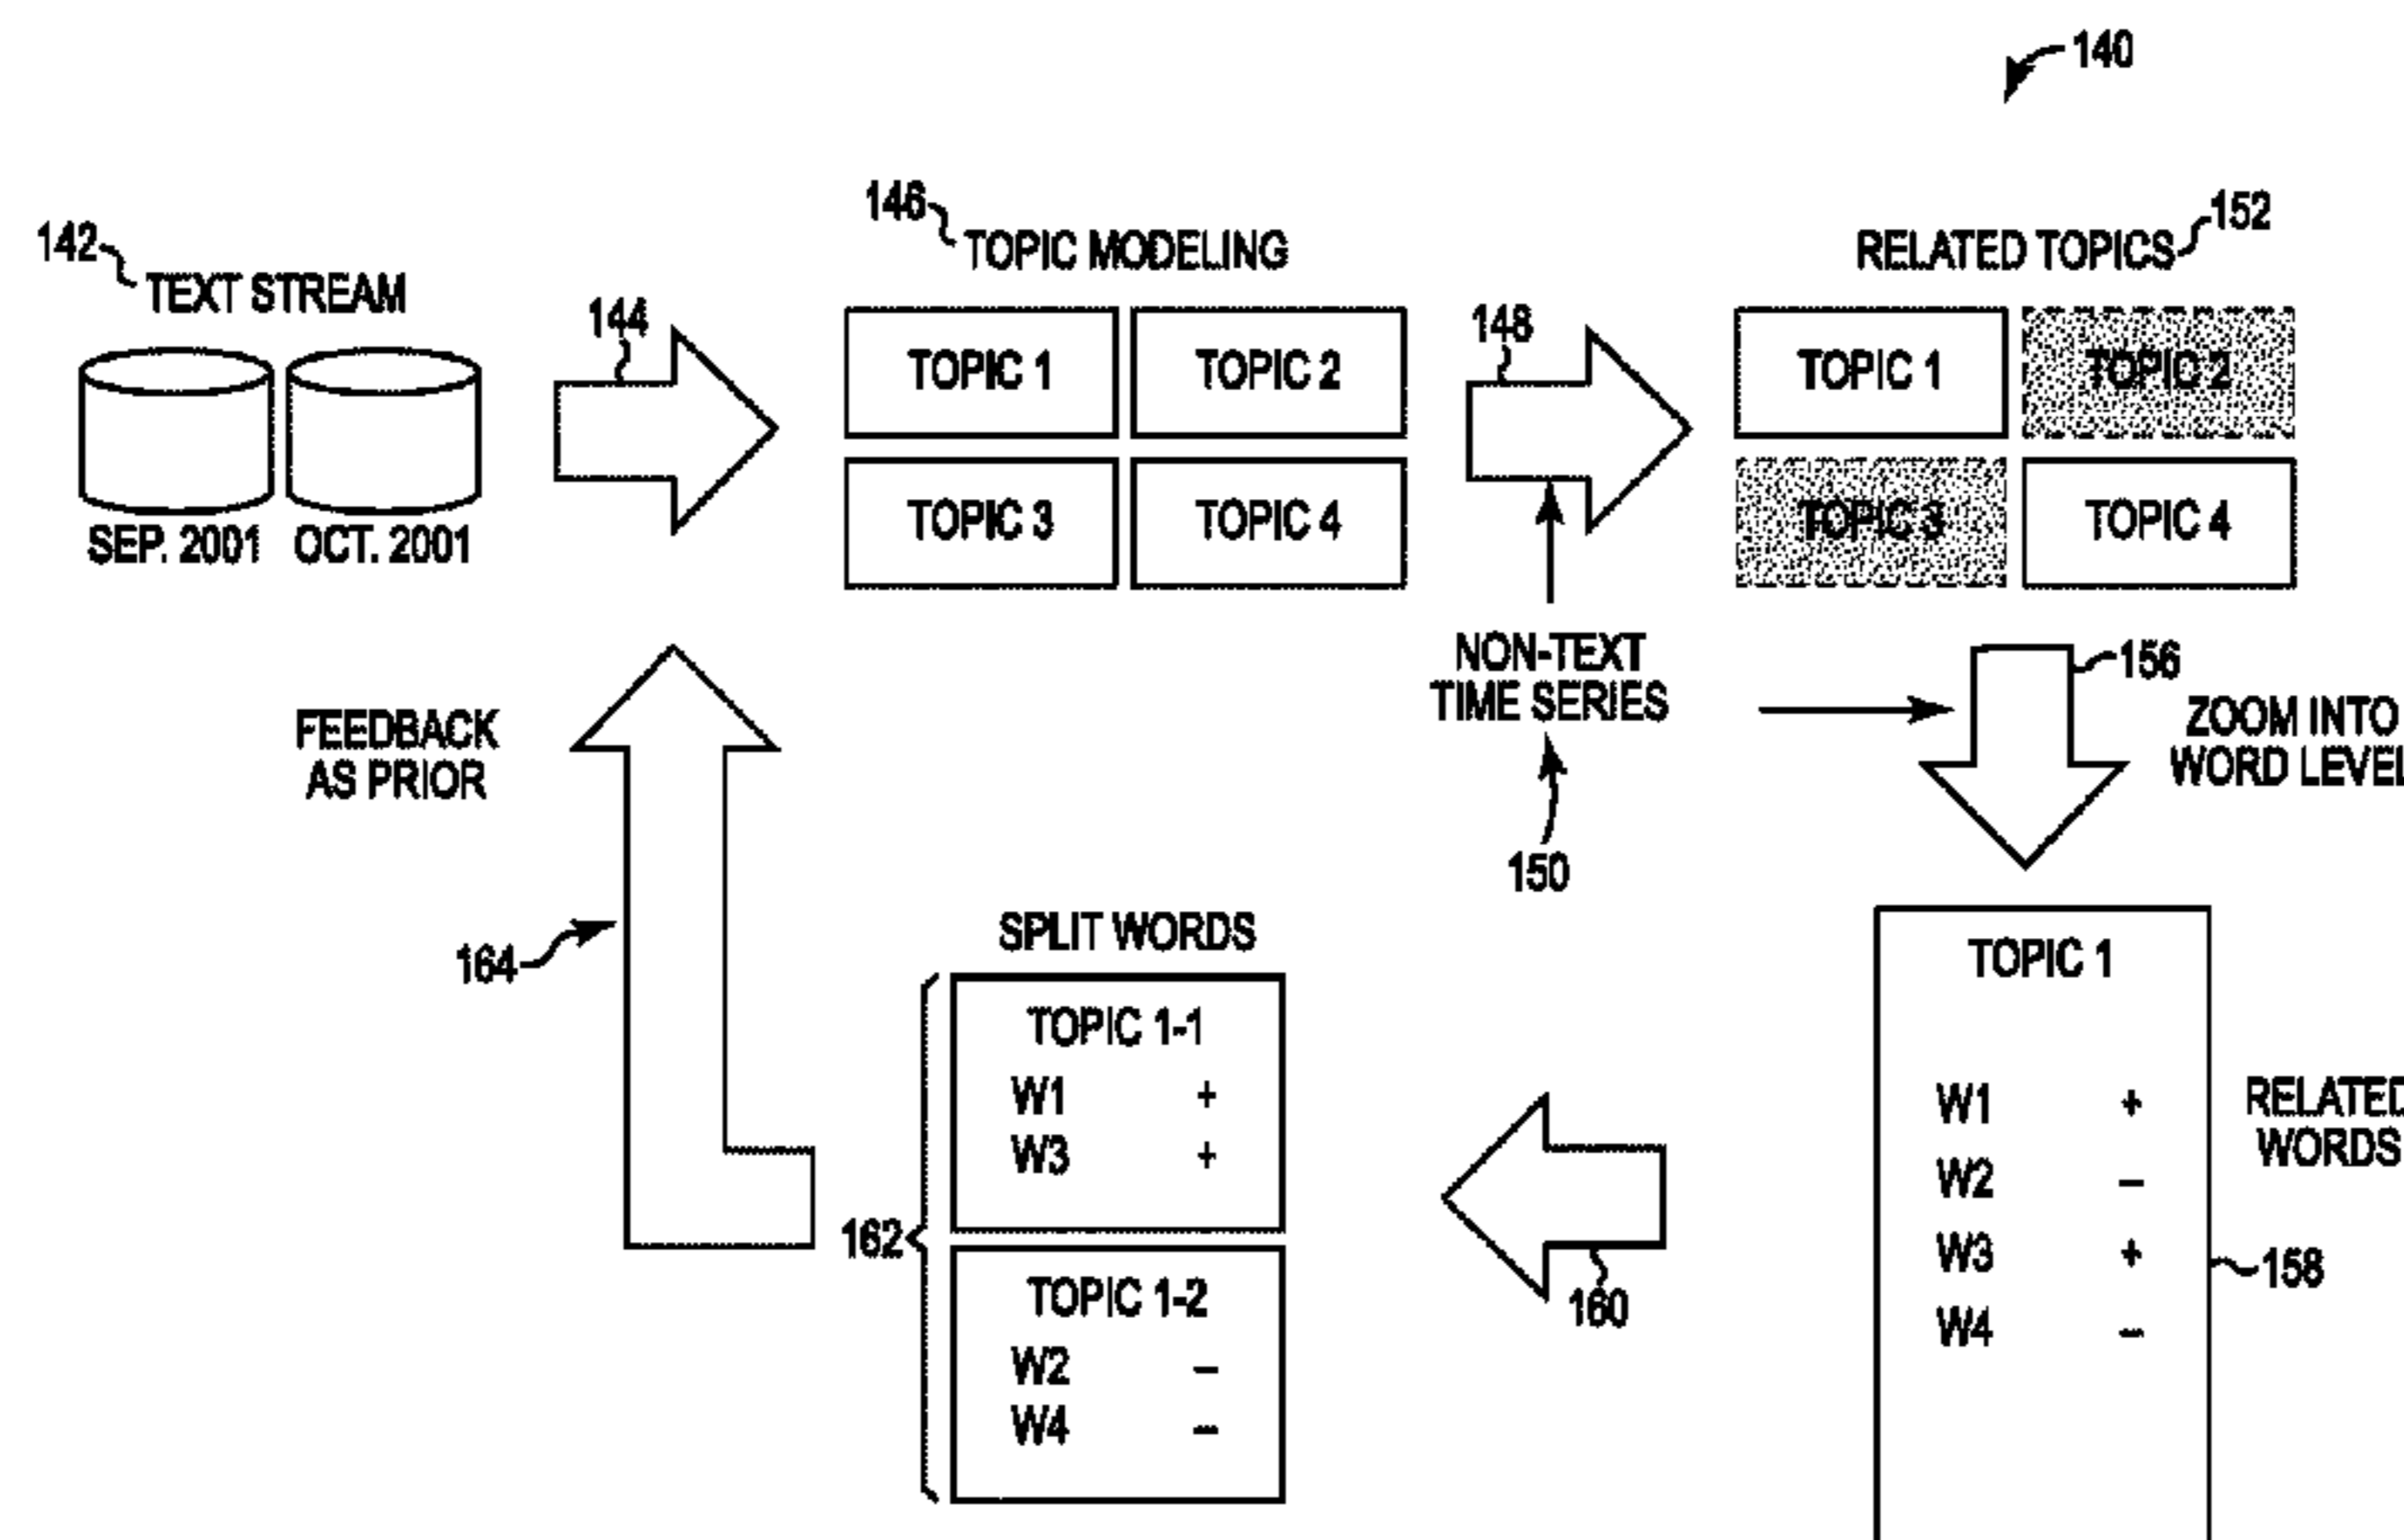 140
142
TEXT STREAM
SEP. 2001
OCT. 2001
144
146
TOPIC MODELING
TOPIC 1
TOPIC 2
TOPIC 3
TOPIC 4
148
NON-TEXT
TIME SERIES
150
RELATED TOPICS
152
TOPIC 1
TOPIC 2
TOPIC 3
TOPIC 4
156
ZOOM INTO
WORD LEVEL
TOPIC 1
W1 +
W2 –
W3 +
W4 –
RELATED
WORDS
158
160
SPLIT WORDS
162
TOPIC 1-1
W1 +
W3 +
TOPIC 1-2
W2 –
W4 –
FEEDBACK
AS PRIOR
164